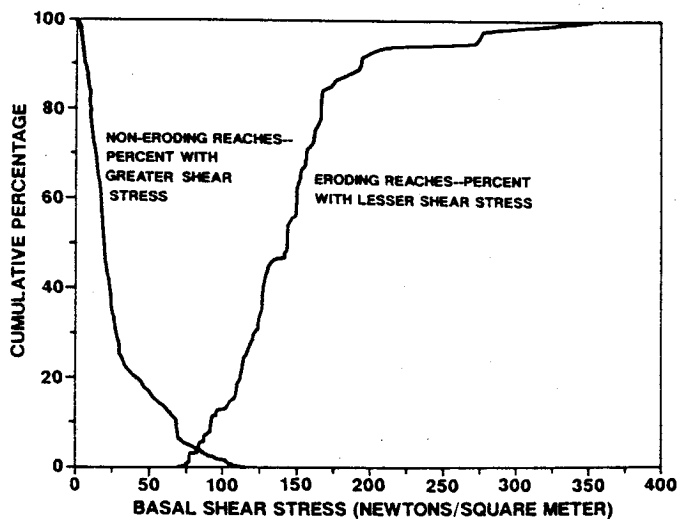 100
80
60
40
20
0
CUMULATIVE PERCENTAGE
NON-ERODING REACHES--
PERCENT WITH
GREATER SHEAR
STRESS
ERODING REACHES--PERCENT
WITH LESSER SHEAR STRESS
0 50 100 150 200 250 300 350 400
BASAL SHEAR STRESS (NEWTONS/SQUARE METER)